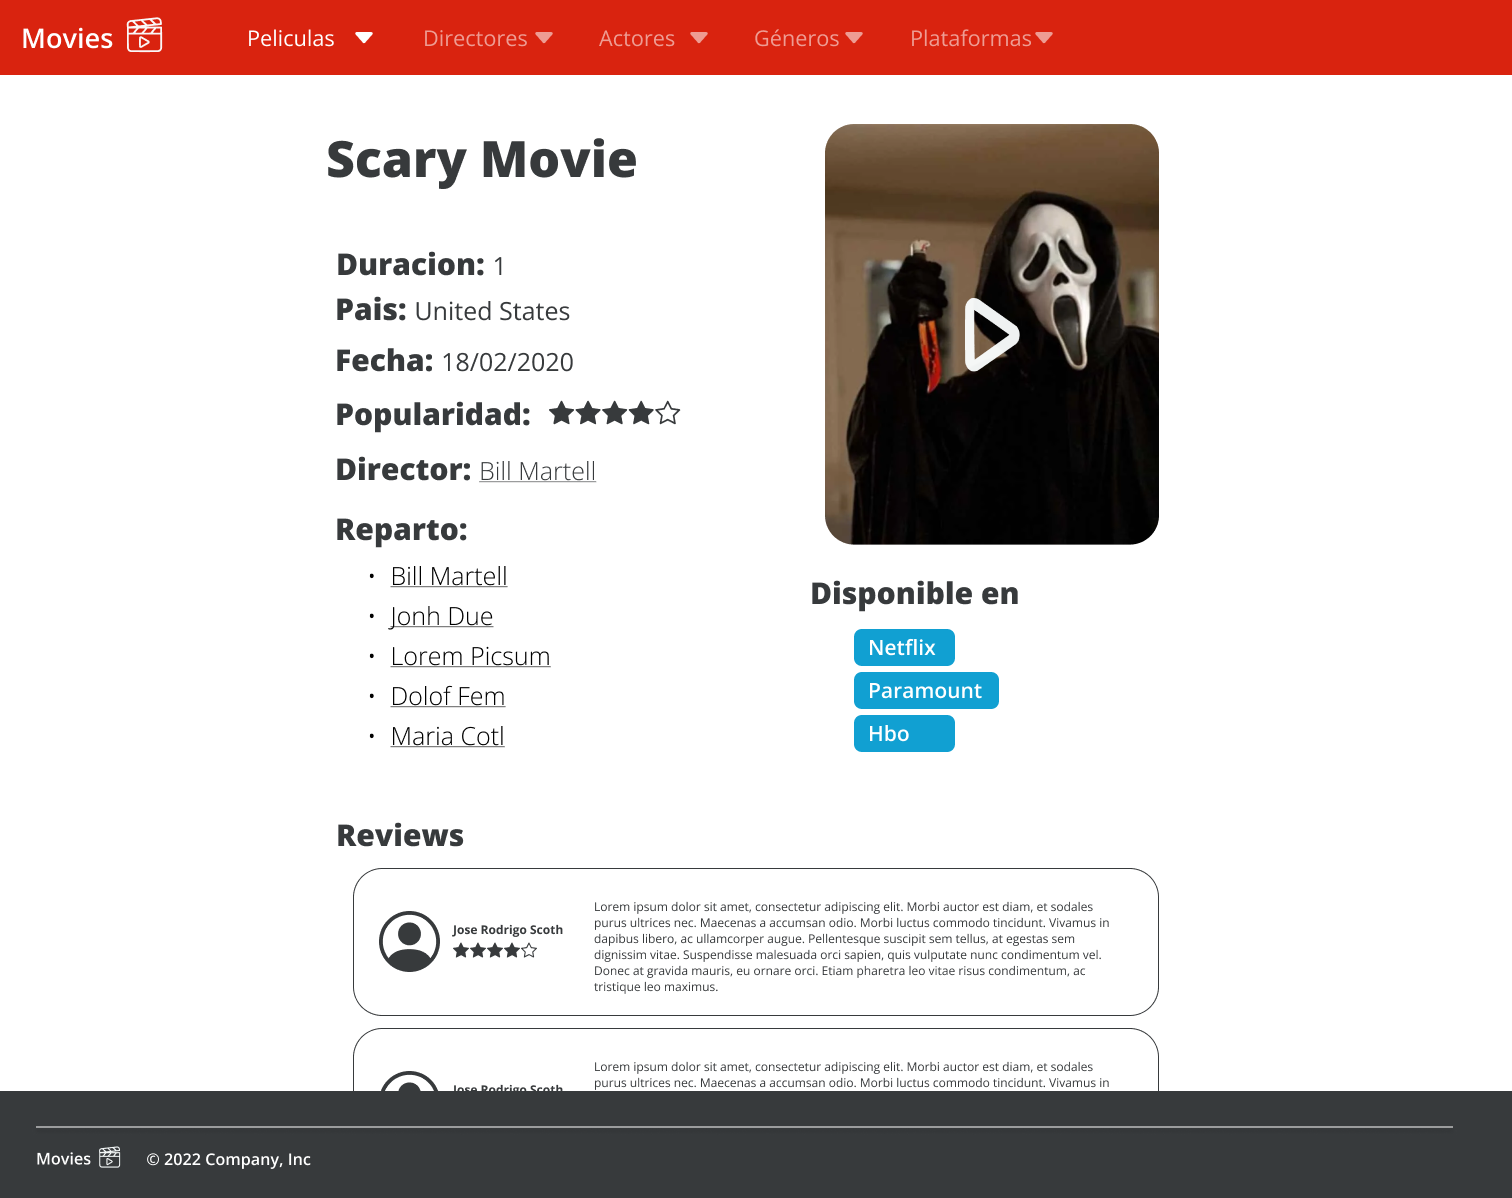 Movies
Peliculas
Directores
Actores
Géneros
Plataformas
Scary Movie
Duracion: 1
Pais: United States
Fecha: 18/02/2020
Popularidad:
Director: Bill Martell
Reparto:
• Bill Martell
• Jonh Due
• Lorem Picsum
• Dolof Fem
• Maria Cotl
Disponible en
Netflix
Paramount
Hbo
Reviews
Jose Rodrigo Scoth
Lorem ipsum dolor sit amet, consectetur adipiscing elit. Morbi auctor est diam, et sodales
purus ultrices nec. Maecenas a accumsan odio. Morbi luctus commodo tincidunt. Vivamus in
dapibus libero, ac ullamcorper augue. Pellentesque suscipit sem tellus, at egestas sem
dignissim vitae. Suspendisse malesuada orci sapien, quis vulputate nunc condimentum vel.
Donec at gravida mauris, eu ornare orci. Etiam pharetra leo vitae risus condimentum, ac
tristique leo maximus.
Jose Rodrigo Scoth
Lorem ipsum dolor sit amet, consectetur adipiscing elit. Morbi auctor est diam, et sodales
purus ultrices nec. Maecenas a accumsan odio. Morbi luctus commodo tincidunt. Vivamus in
Movies
© 2022 Company, Inc